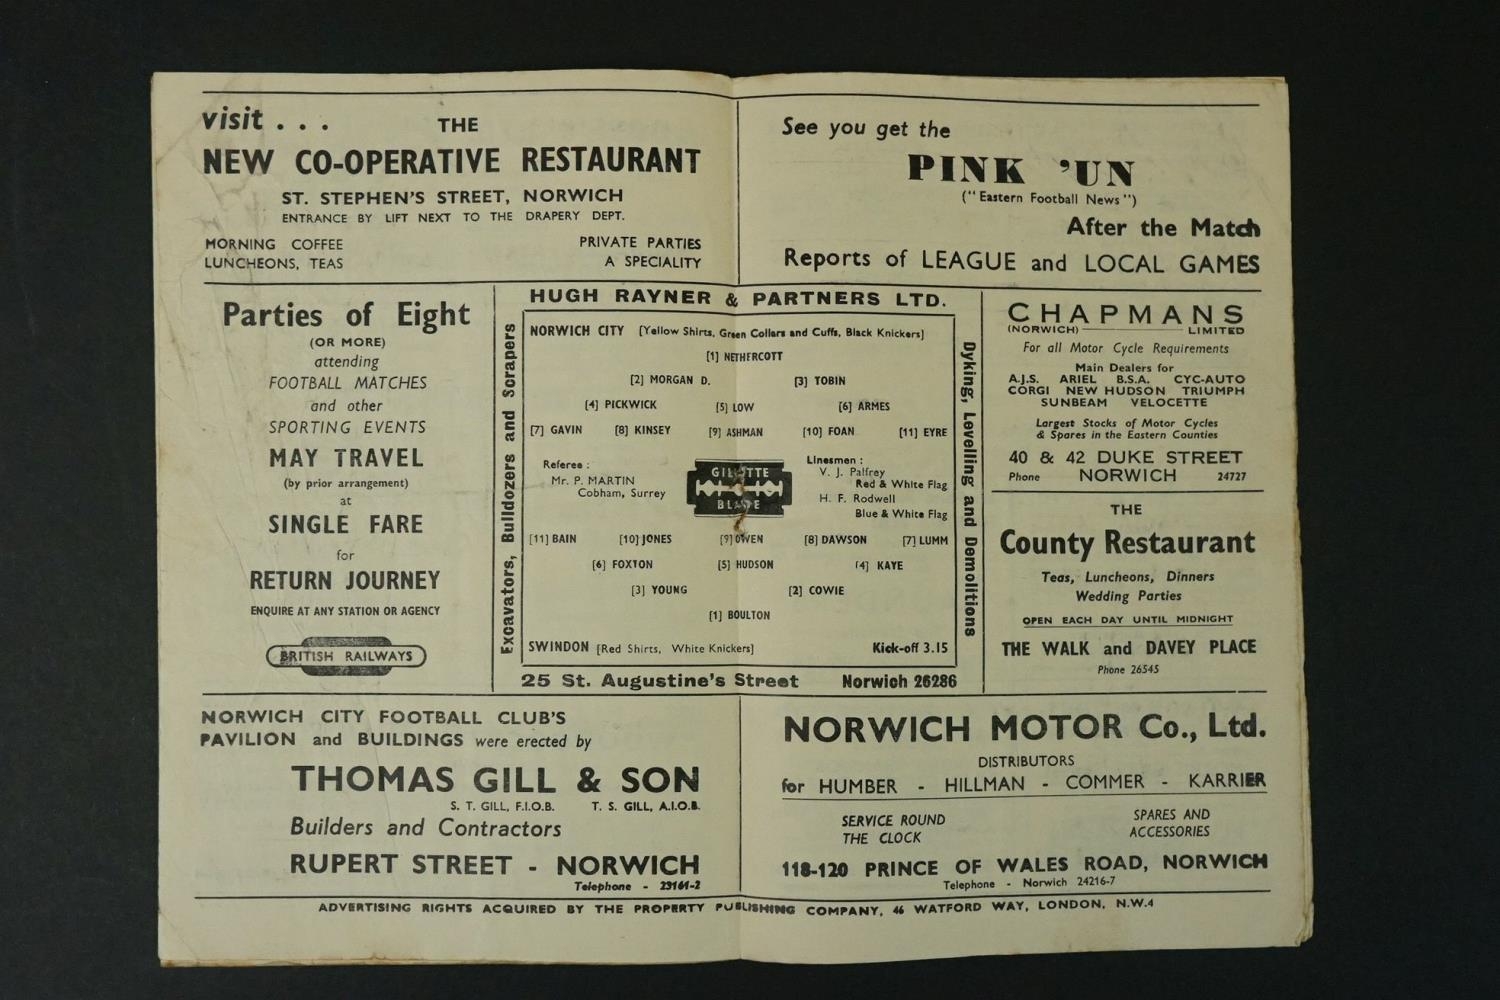 visit . . . THE
NEW CO-OPERATIVE RESTAURANT
ST. STEPHEN'S STREET, NORWICH
ENTRANCE BY LIFT NEXT TO THE DRAPERY DEPT.
MORNING COFFEE
LUNCHEONS, TEAS
PRIVATE PARTIES
A SPECIALITY
See you get the
PINK 'UN
("Eastern Football News")
After the Match
Reports of LEAGUE and LOCAL GAMES
Parties of Eight
(OR MORE)
attending
FOOTBALL MATCHES
and other
SPORTING EVENTS
MAY TRAVEL
(by prior arrangement)
at
SINGLE FARE
for
RETURN JOURNEY
ENQUIRE AT ANY STATION OR AGENCY
BRITISH RAILWAYS
HUGH RAYNER & PARTNERS LTD.
Excavators, Bulldozers and Scrapers
NORWICH CITY [Yellow Shirts, Green Collars and Cuffs, Black Knickers]
[1] NETHERCOTT
[2] MORGAN D. [3] TOBIN
[4] PICKWICK [5] LOW [6] ARMES
[7] GAVIN [8] KINSEY [9] ASHMAN [10] FOAN [11] EYRE
Referee :
Mr. P. MARTIN
Cobham, Surrey
GILLETTE
BLADE
Linesmen :
V. J. Palfrey
Red & White Flag
H. F. Rodwell
Blue & White Flag
[11] BAIN [10] JONES [9] OWEN [8] DAWSON [7] LUMM
[6] FOXTON [5] HUDSON [4] KAYE
[3] YOUNG [2] COWIE
[1] BOULTON
SWINDON [Red Shirts, White Knickers] Kick-off 3.15
Dyking, Levelling and Demolitions
25 St. Augustine's Street Norwich 26286
CHAPMANS
(NORWICH) LIMITED
For all Motor Cycle Requirements
Main Dealers for
A.J.S. ARIEL B.S.A. CYC-AUTO
CORGI NEW HUDSON TRIUMPH
SUNBEAM VELOCETTE
Largest Stocks of Motor Cycles
& Spares in the Eastern Counties
40 & 42 DUKE STREET
Phone NORWICH 24727
THE
County Restaurant
Teas, Luncheons, Dinners
Wedding Parties
OPEN EACH DAY UNTIL MIDNIGHT
THE WALK and DAVEY PLACE
Phone 26545
NORWICH CITY FOOTBALL CLUB'S
PAVILION and BUILDINGS were erected by
THOMAS GILL & SON
S. T. GILL, F.I.O.B. T. S. GILL, A.I.O.B.
Builders and Contractors
RUPERT STREET - NORWICH
Telephone - 23161-2
NORWICH MOTOR Co., Ltd.
DISTRIBUTORS
for HUMBER - HILLMAN - COMMER - KARRIER
SERVICE ROUND
THE CLOCK
SPARES AND
ACCESSORIES
118-120 PRINCE OF WALES ROAD, NORWICH
Telephone - Norwich 24216-7
ADVERTISING RIGHTS ACQUIRED BY THE PROPERTY PUBLISHING COMPANY, 46 WATFORD WAY, LONDON, N.W.4